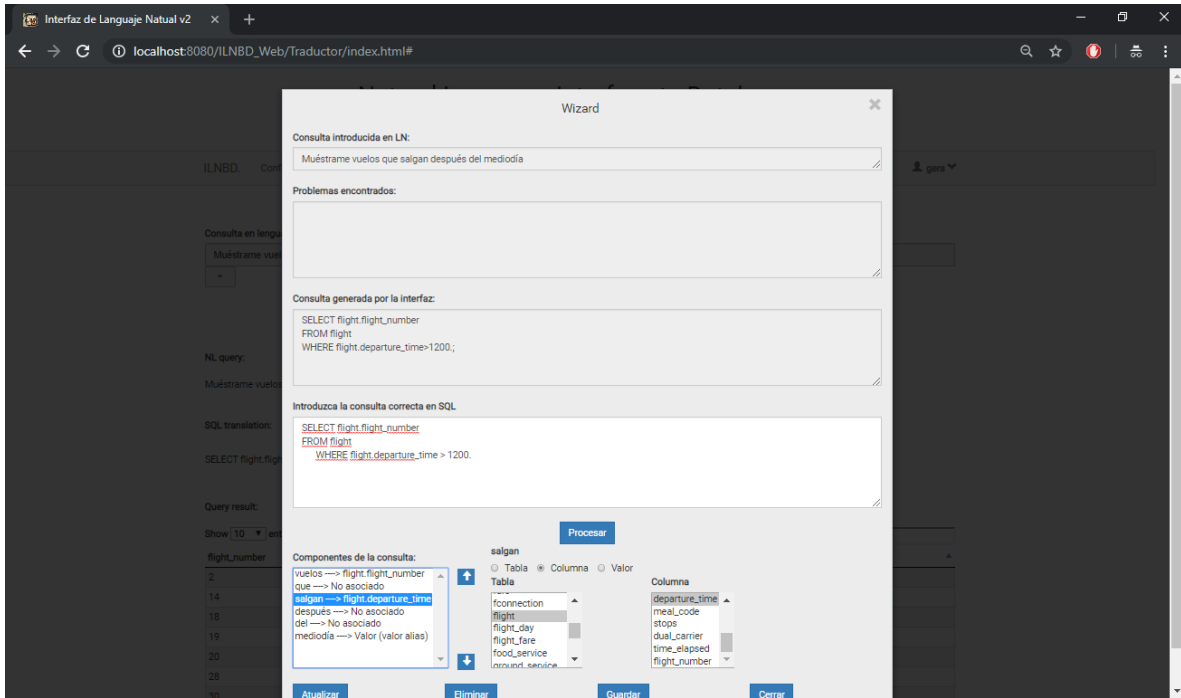 Interfaz de Lenguaje Natual v2
localhost:8080/ILNBD_Web/Traductor/index.html#
Wizard
ILNBD.
gera
Consulta introducida en LN:
Muéstrame vuelos que salgan después del mediodía
Problemas encontrados:
Consulta en lengu
Muéstrame vuel
Consulta generada por la interfaz:
SELECT flight.flight_number
FROM flight
WHERE flight.departure_time>1200.;
NL query:
Muéstrame vuelos
Introduzca la consulta correcta en SQL
SQL translation:
SELECT flight.flight_number
FROM flight
WHERE flight.departure_time > 1200.
SELECT flight.fligh
Query result:
Show 10 ent
Procesar
flight_number
2
14
18
19
20
28
30
Componentes de la consulta:
vuelos ----> flight.flight_number
que ----> No asociado
salgan ----> flight.departure_time
después ----> No asociado
del ----> No asociado
mediodía ----> Valor (valor alias)
salgan
Tabla Columna Valor
Tabla
fconnection
flight
flight_day
flight_fare
food_service
ground_service
Columna
departure_time
meal_code
stops
dual_carrier
time_elapsed
flight_number
Atualizar
Eliminar
Guardar
Cerrar